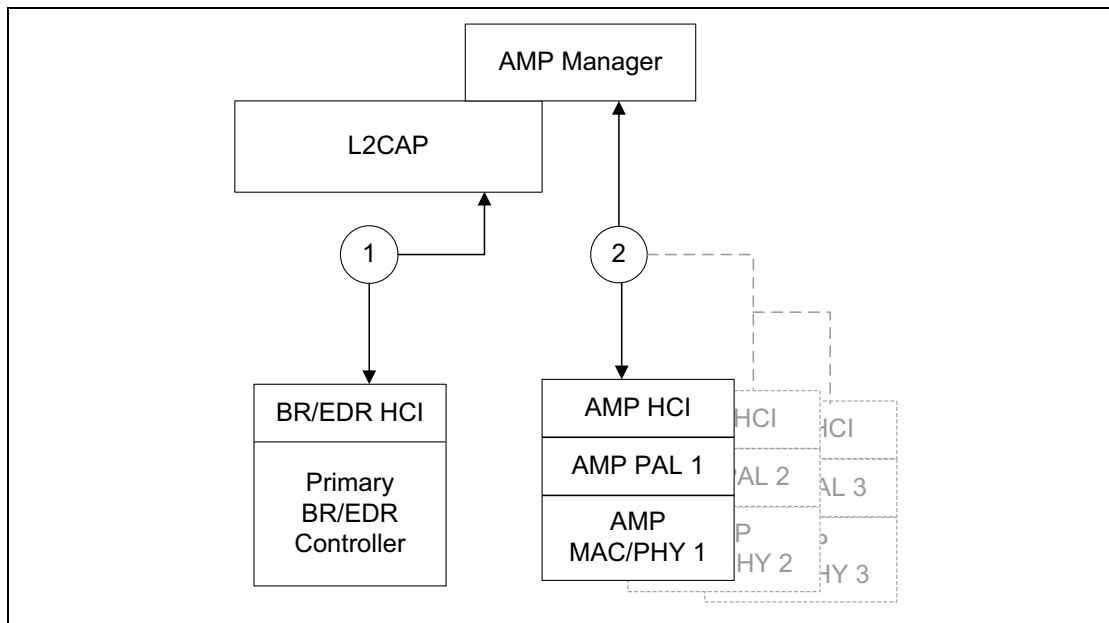 AMP Manager
L2CAP
1
2
BR/EDR HCI
Primary
BR/EDR
Controller
AMP HCI
AMP PAL 1
AMP
MAC/PHY 1
HCI
PAL 2
P
HY 2
HCI
AL 3
P
HY 3